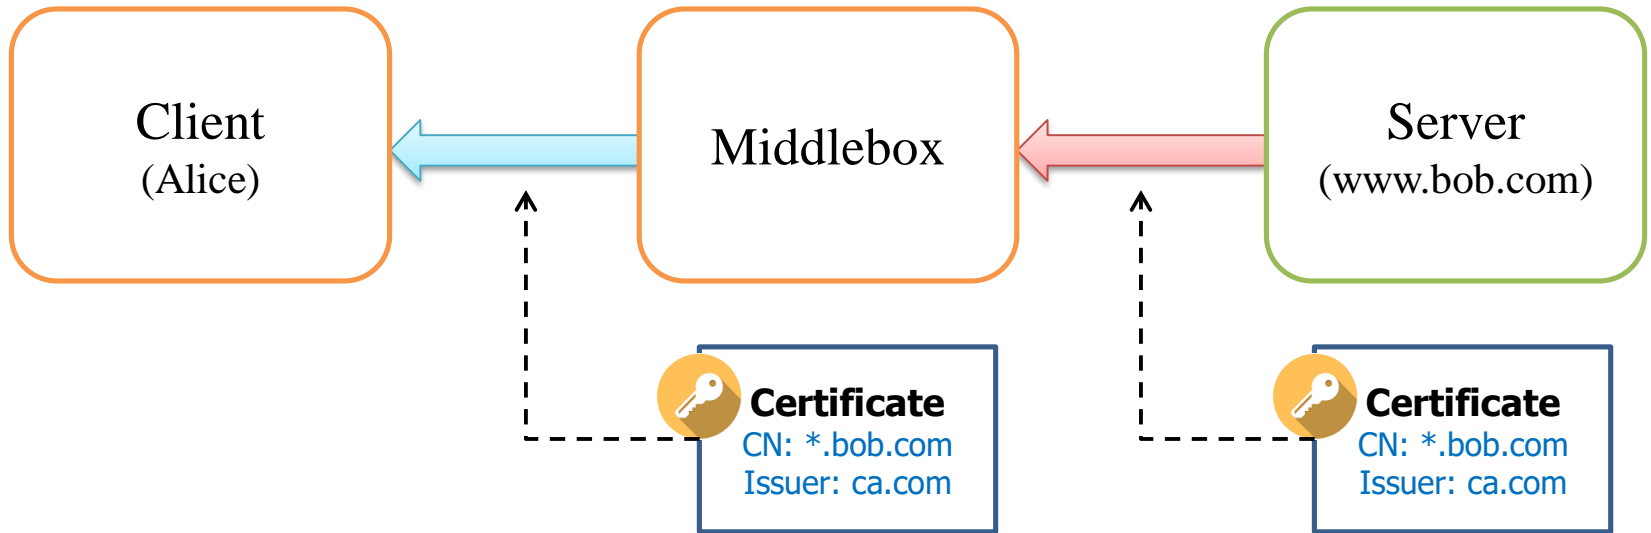 Client
(Alice)
Middlebox
Server
(www.bob.com)
Certificate
CN: *.bob.com
Issuer: ca.com
Certificate
CN: *.bob.com
Issuer: ca.com